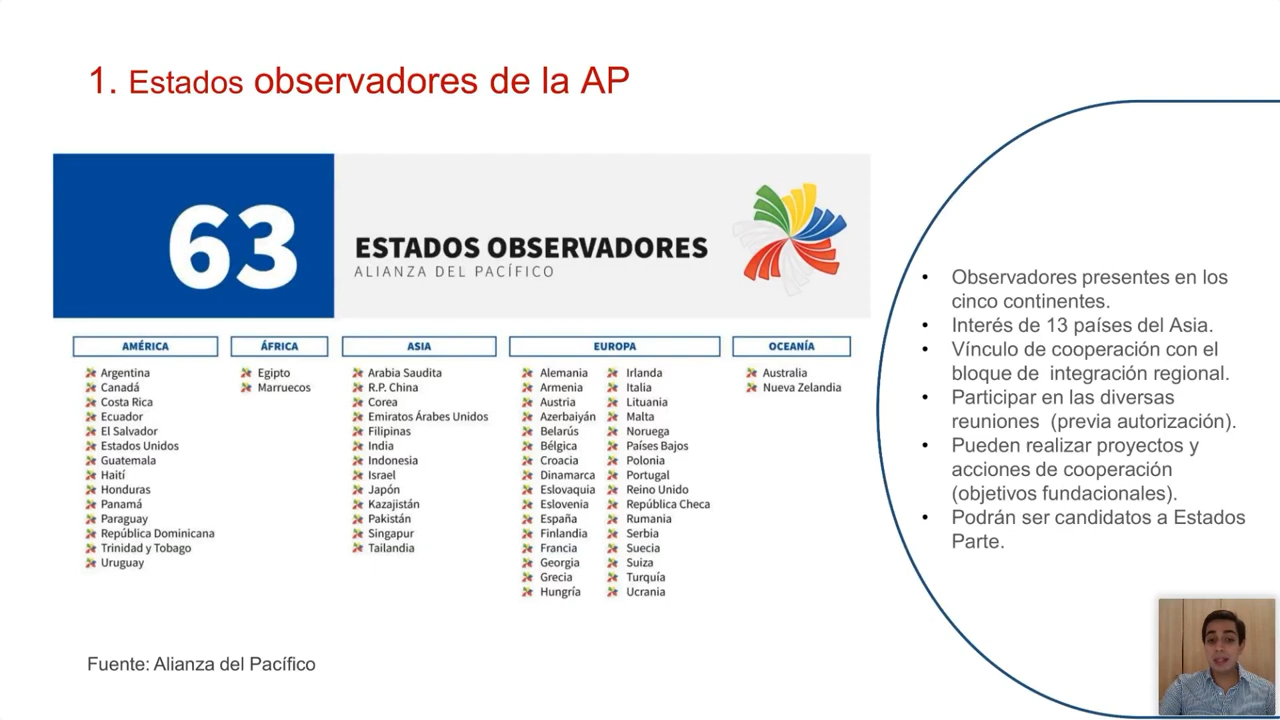 1. Estados observadores de la AP
63
ESTADOS OBSERVADORES
ALIANZA DEL PACÍFICO
AMÉRICA
Argentina
Canadá
Costa Rica
Ecuador
El Salvador
Estados Unidos
Guatemala
Haití
Honduras
Panamá
Paraguay
República Dominicana
Trinidad y Tobago
Uruguay
ÁFRICA
Egipto
Marruecos
ASIA
Arabia Saudita
R.P. China
Corea
Emiratos Árabes Unidos
Filipinas
India
Indonesia
Israel
Japón
Kazajistán
Pakistán
Singapur
Tailandia
EUROPA
Alemania
Armenia
Austria
Azerbaiyán
Belarús
Bélgica
Croacia
Dinamarca
Eslovaquia
Eslovenia
España
Finlandia
Francia
Georgia
Grecia
Hungría
Irlanda
Italia
Lituania
Malta
Noruega
Países Bajos
Polonia
Portugal
Reino Unido
República Checa
Rumania
Serbia
Suecia
Suiza
Turquía
Ucrania
OCEANÍA
Australia
Nueva Zelandia
• Observadores presentes en los
cinco continentes.
• Interés de 13 países del Asia.
• Vínculo de cooperación con el
bloque de integración regional.
• Participar en las diversas
reuniones (previa autorización).
• Pueden realizar proyectos y
acciones de cooperación
(objetivos fundacionales).
• Podrán ser candidatos a Estados
Parte.
Fuente: Alianza del Pacífico